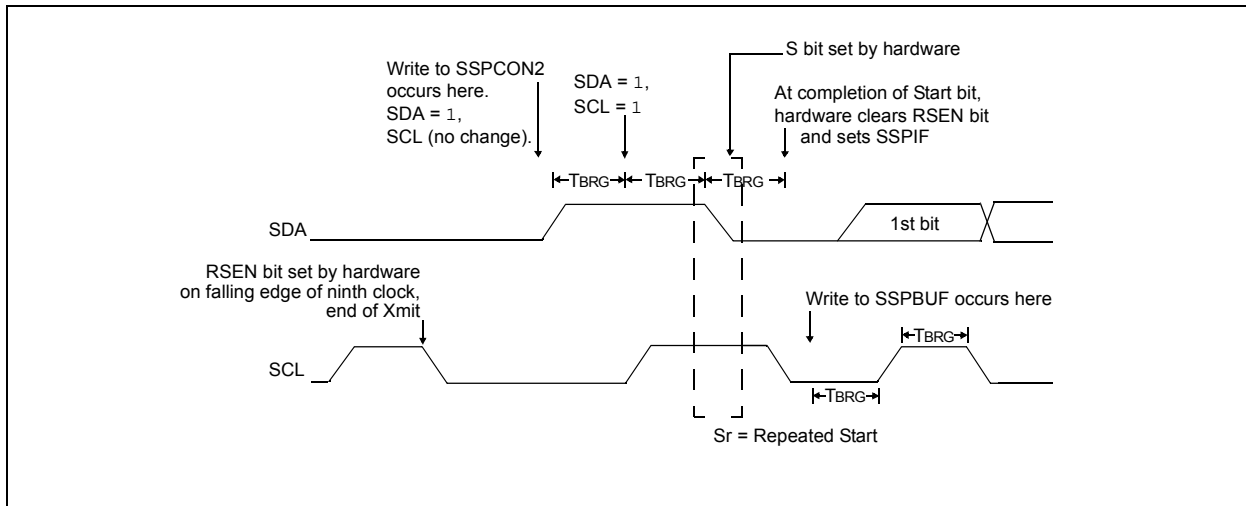 S bit set by hardware
Write to SSPCON2
occurs here.
SDA = 1,
SCL (no change).
SDA = 1,
SCL = 1
At completion of Start bit,
hardware clears RSEN bit
and sets SSPIF
TBRG
TBRG
TBRG
SDA
1st bit
RSEN bit set by hardware
on falling edge of ninth clock,
end of Xmit
Write to SSPBUF occurs here
TBRG
SCL
TBRG
Sr = Repeated Start